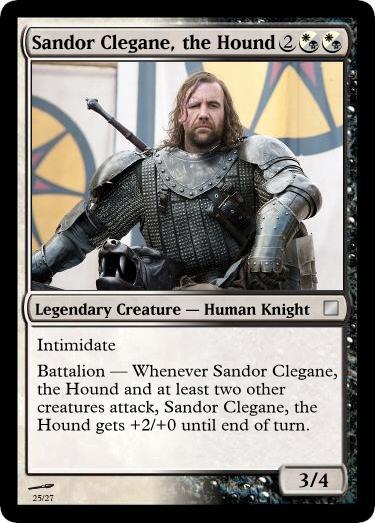 Sandor Clegane, the Hound 2
Legendary Creature — Human Knight
Intimidate
Battalion — Whenever Sandor Clegane,
the Hound and at least two other
creatures attack, Sandor Clegane, the
Hound gets +2/+0 until end of turn.
3/4
25/27